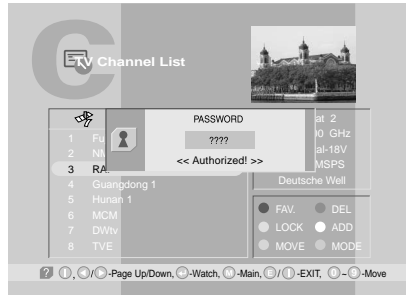 TV Channel List
PASSWORD
????
<< Authorized! >>
1 Fu
2 NM
3 RA
4 Guangdong 1
5 Hunan 1
6 MCM
7 DWtv
8 TVE
at 2
00 GHz
al-18V
MSPS
Deutsche Well
FAV. DEL
LOCK ADD
MOVE MODE
? , / -Page Up/Down, -Watch, M -Main, E / -EXIT, 0 ~ 9 -Move